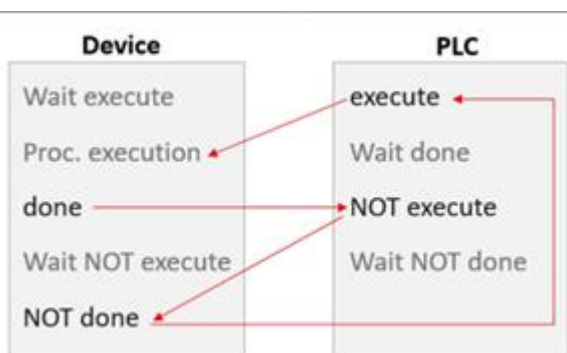 Device
Wait execute
Proc. execution
done
Wait NOT execute
NOT done
PLC
execute
Wait done
NOT execute
Wait NOT done